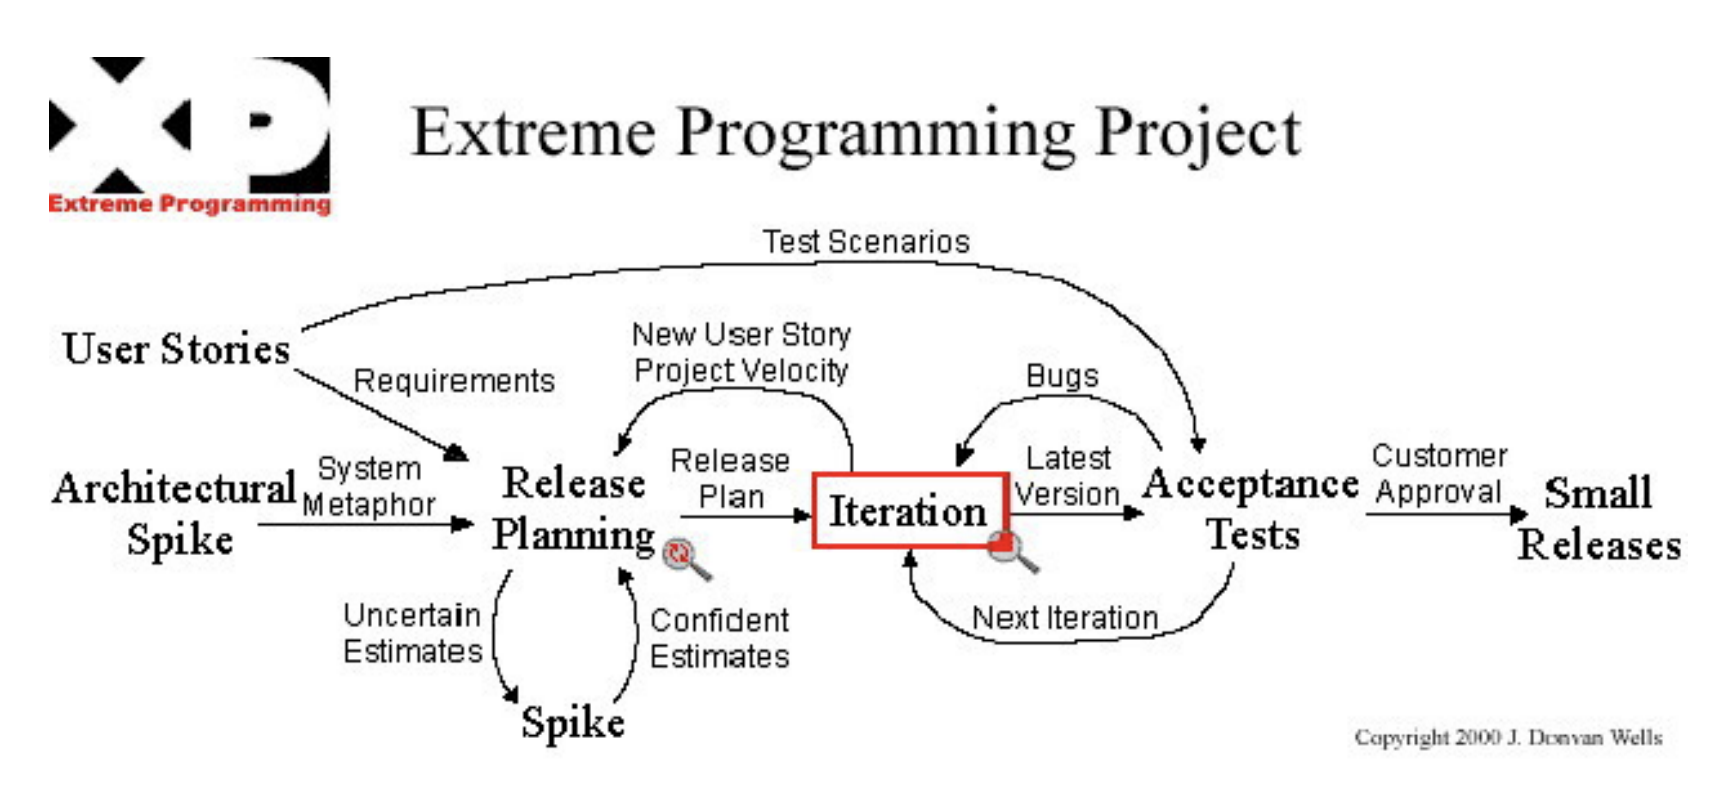 XP
Extreme Programming
Extreme Programming Project
Test Scenarios
User Stories
New User Story
Project Velocity
Bugs
Requirements
Architectural
Spike
System
Metaphor
Release
Planning
Release
Plan
Iteration
Latest
Version
Acceptance
Tests
Customer
Approval
Small
Releases
Uncertain
Estimates
Confident
Estimates
Next Iteration
Spike
Copyright 2000 J. Donvan Wells